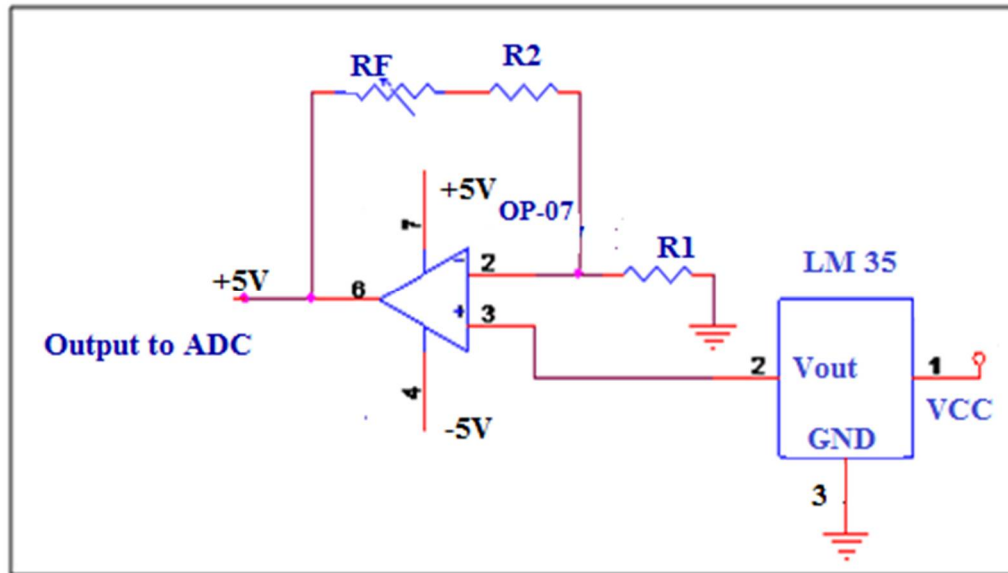 RF
R2
+5V
7
OP-07
-
2
R1
LM 35
+5V
6
+
3
Output to ADC
2
Vout
1
VCC
4
-5V
GND
3